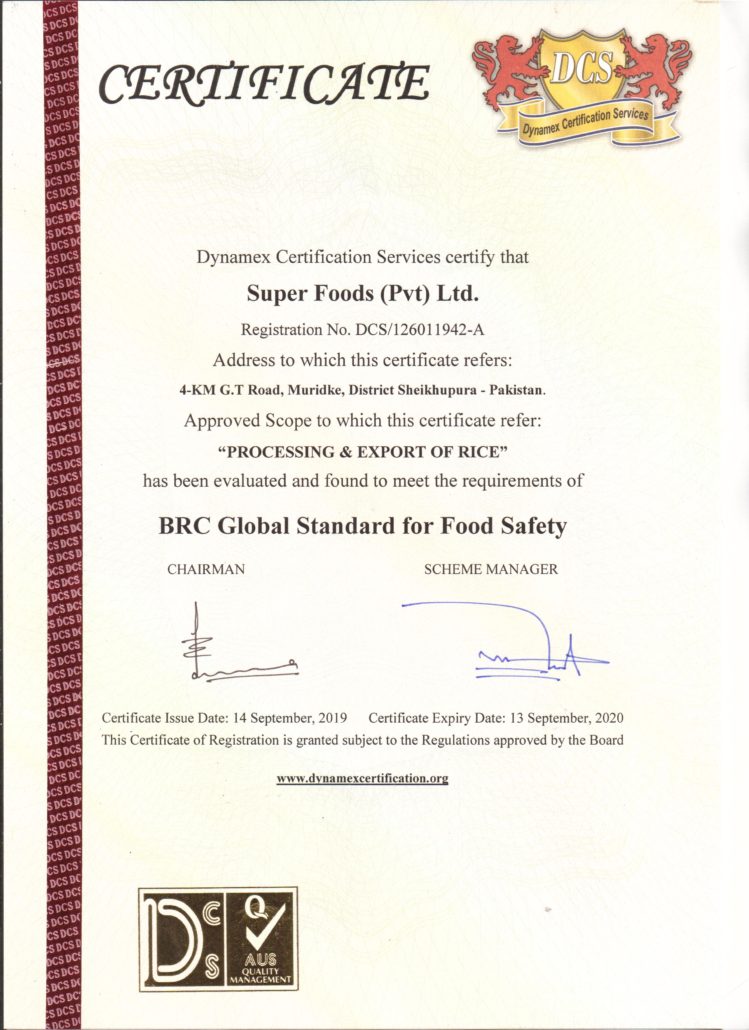 CERTIFICATE
DCS
Dynamex Certification Services
Dynamex Certification Services certify that
Super Foods (Pvt) Ltd.
Registration No. DCS/126011942-A
Address to which this certificate refers:
4-KM G.T Road, Muridke, District Sheikhupura - Pakistan.
Approved Scope to which this certificate refer:
“PROCESSING & EXPORT OF RICE”
has been evaluated and found to meet the requirements of
BRC Global Standard for Food Safety
CHAIRMAN SCHEME MANAGER
Certificate Issue Date: 14 September, 2019 Certificate Expiry Date: 13 September, 2020
This Certificate of Registration is granted subject to the Regulations approved by the Board
www.dynamexcertification.org
DCS
Q
AUS
QUALITY
MANAGEMENT